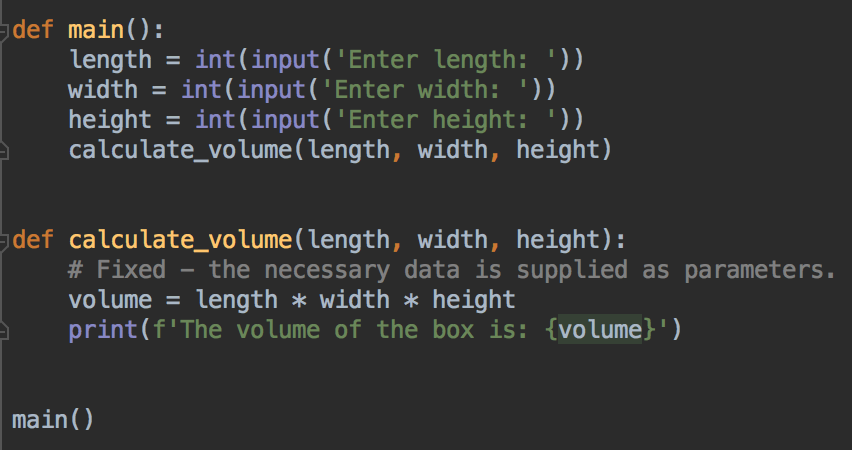 def main():
    length = int(input('Enter length: '))
    width = int(input('Enter width: '))
    height = int(input('Enter height: '))
    calculate_volume(length, width, height)
def calculate_volume(length, width, height):
    # Fixed – the necessary data is supplied as parameters.
    volume = length * width * height
    print(f'The volume of the box is: {volume}')
main()